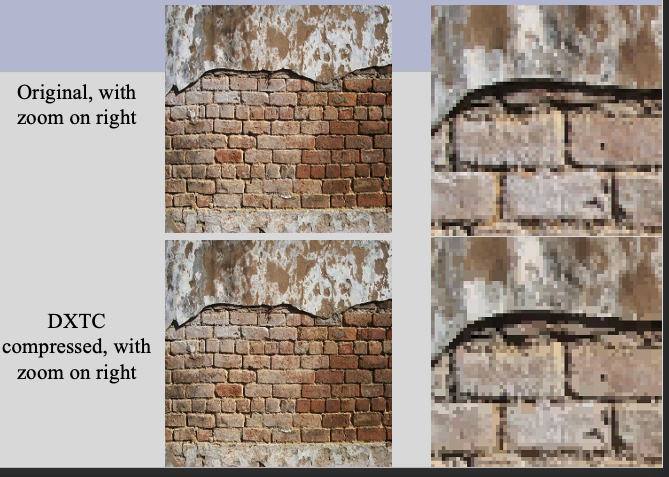 Original, with
zoom on right
DXTC
compressed, with
zoom on right